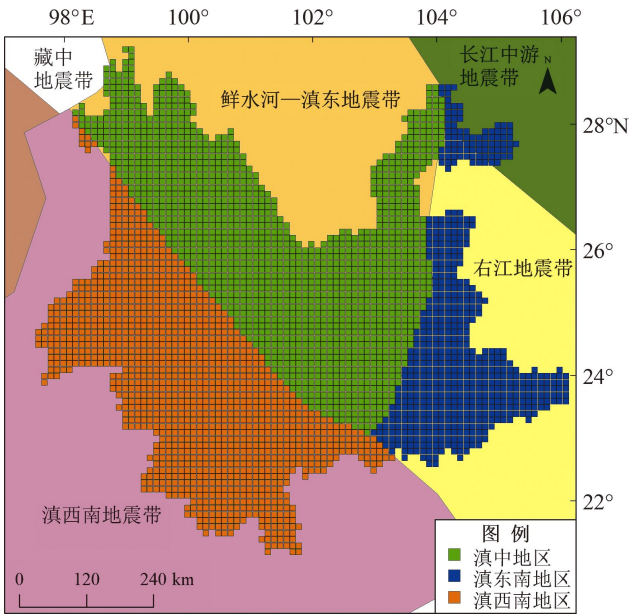 98°E 100° 102° 104° 106°
藏中
地震带
长江中游
地震带
N
鲜水河—滇东地震带
28°N
右江地震带
26°
24°
22°
滇西南地震带
图 例
滇中地区
滇东南地区
滇西南地区
0 120 240 km